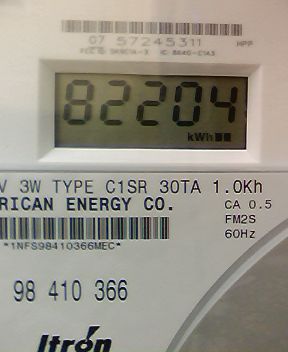 07 57245311 HPP
82204
kWh
V 3W TYPE C1SR 30TA 1.0Kh
RICAN ENERGY CO. CA 0.5
FM2S
60Hz
*1NFS98410366MEC*
98 410 366
Itron